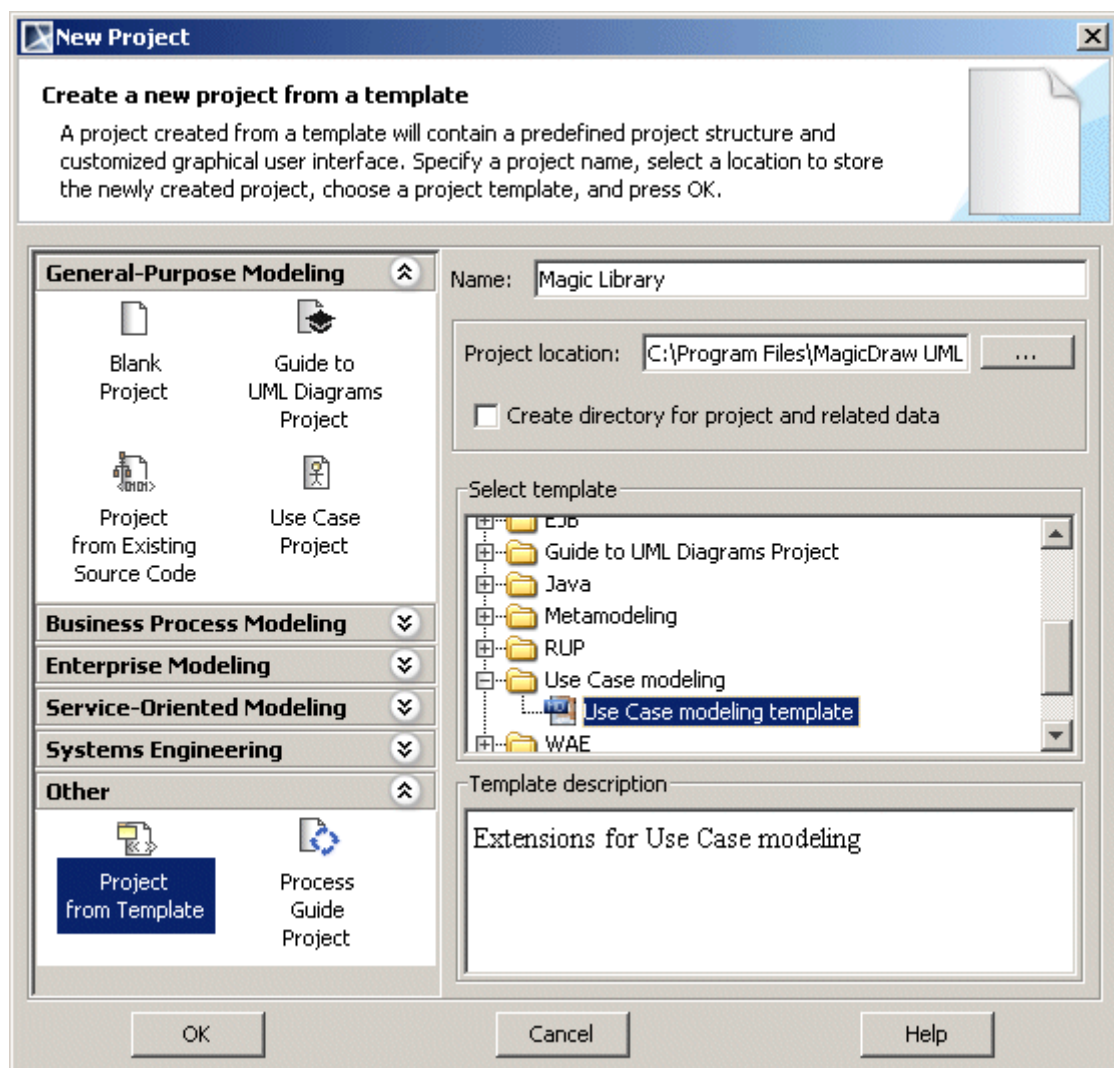 New Project
Create a new project from a template
A project created from a template will contain a predefined project structure and
customized graphical user interface. Specify a project name, select a location to store
the newly created project, choose a project template, and press OK.
General-Purpose Modeling
Blank
Project
Guide to
UML Diagrams
Project
Project
from Existing
Source Code
Use Case
Project
Business Process Modeling
Enterprise Modeling
Service-Oriented Modeling
Systems Engineering
Other
Project
from Template
Process
Guide
Project
Name: Magic Library
Project location: C:\Program Files\MagicDraw UML ...
Create directory for project and related data
Select template
EJB
Guide to UML Diagrams Project
Java
Metamodeling
RUP
Use Case modeling
Use Case modeling template
WAE
Template description
Extensions for Use Case modeling
OK Cancel Help